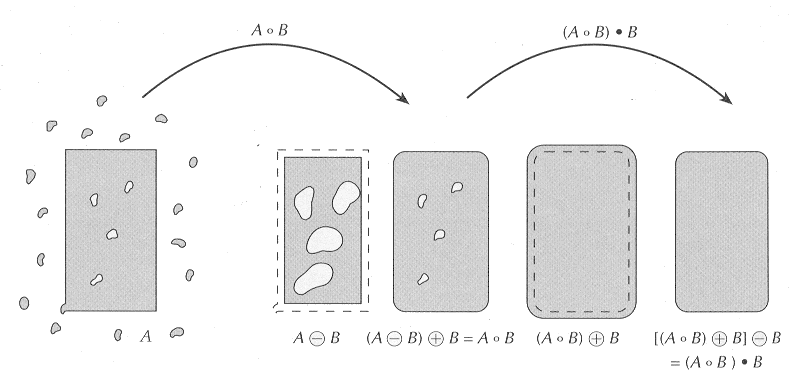 A ∘ B
(A ∘ B) • B
A
A ⊖ B
(A ⊖ B) ⊕ B = A ∘ B
(A ∘ B) ⊕ B
[(A ∘ B) ⊕ B] ⊖ B
= (A ∘ B ) • B